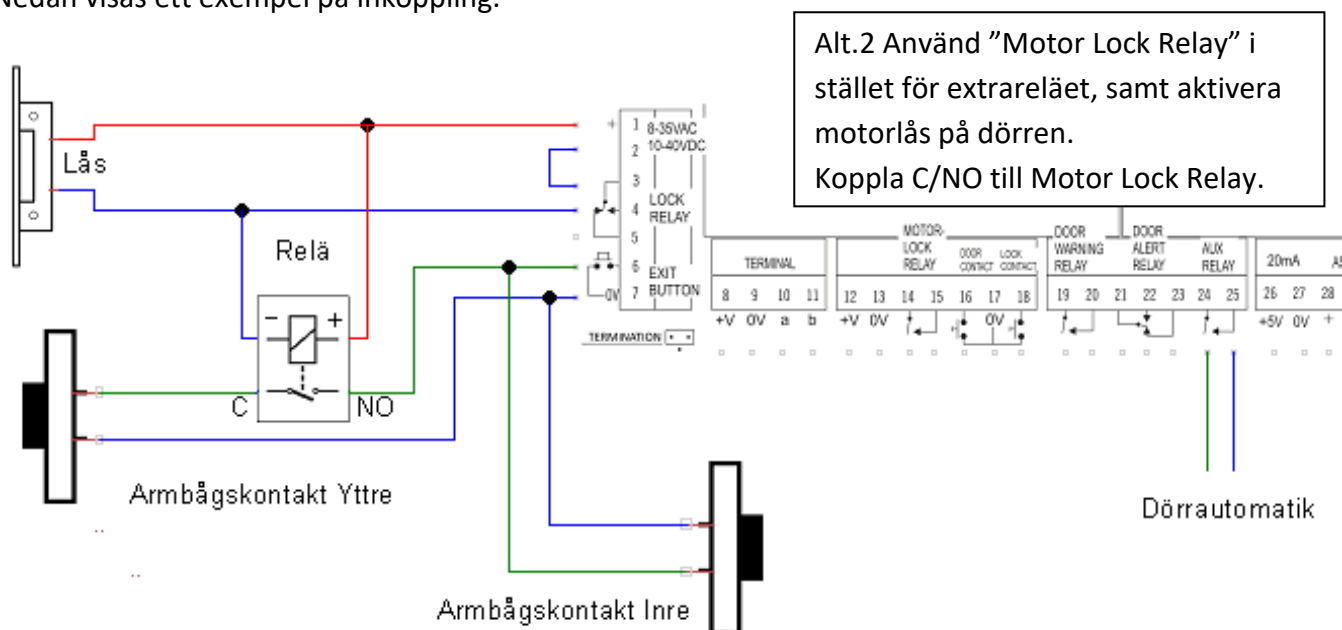 Nedan visas ett exempel på inkoppling.
Alt.2 Använd ”Motor Lock Relay” i
stället för extrareläet, samt aktivera
motorlås på dörren.
Koppla C/NO till Motor Lock Relay.
Lås
+ 1 8-35VAC
2 10-40VDC
3
LOCK
4 RELAY
5
6 EXIT
0V 7 BUTTON
TERMINATION
Relä
- +
C NO
TERMINAL
8 9 10 11
+V 0V a b
MOTOR-
LOCK
RELAY
DOOR
CONTACT
LOCK
CONTACT
12 13 14 15 16 17 18
+V 0V 0V
DOOR
WARNING
RELAY
DOOR
ALERT
RELAY
AUX
RELAY
19 20 21 22 23 24 25
20mA
26 27 28
+5V 0V +
Armbågskontakt Yttre
Dörrautomatik
Armbågskontakt Inre